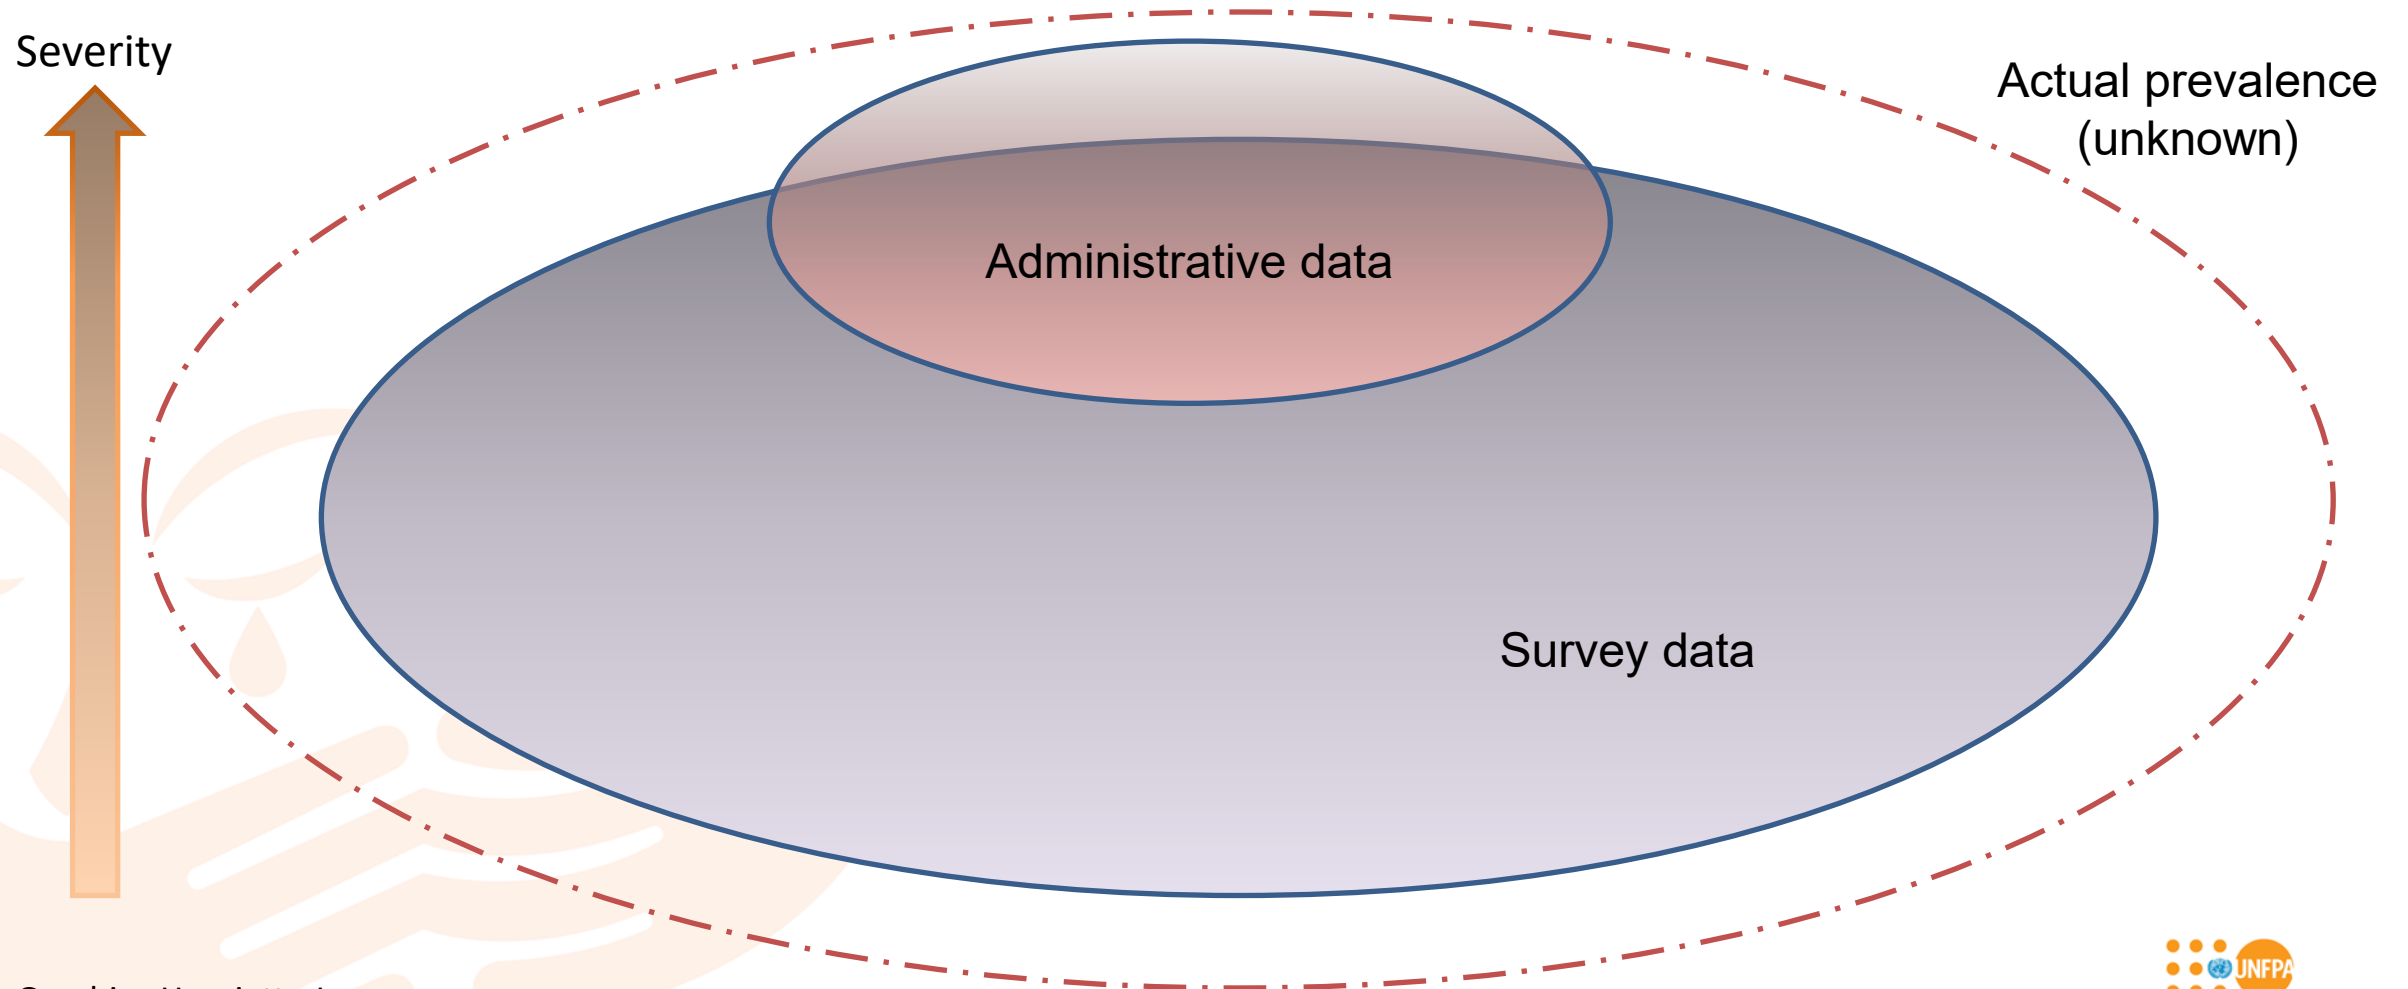 Severity
Actual prevalence
(unknown)
Administrative data
Survey data
UNFPA